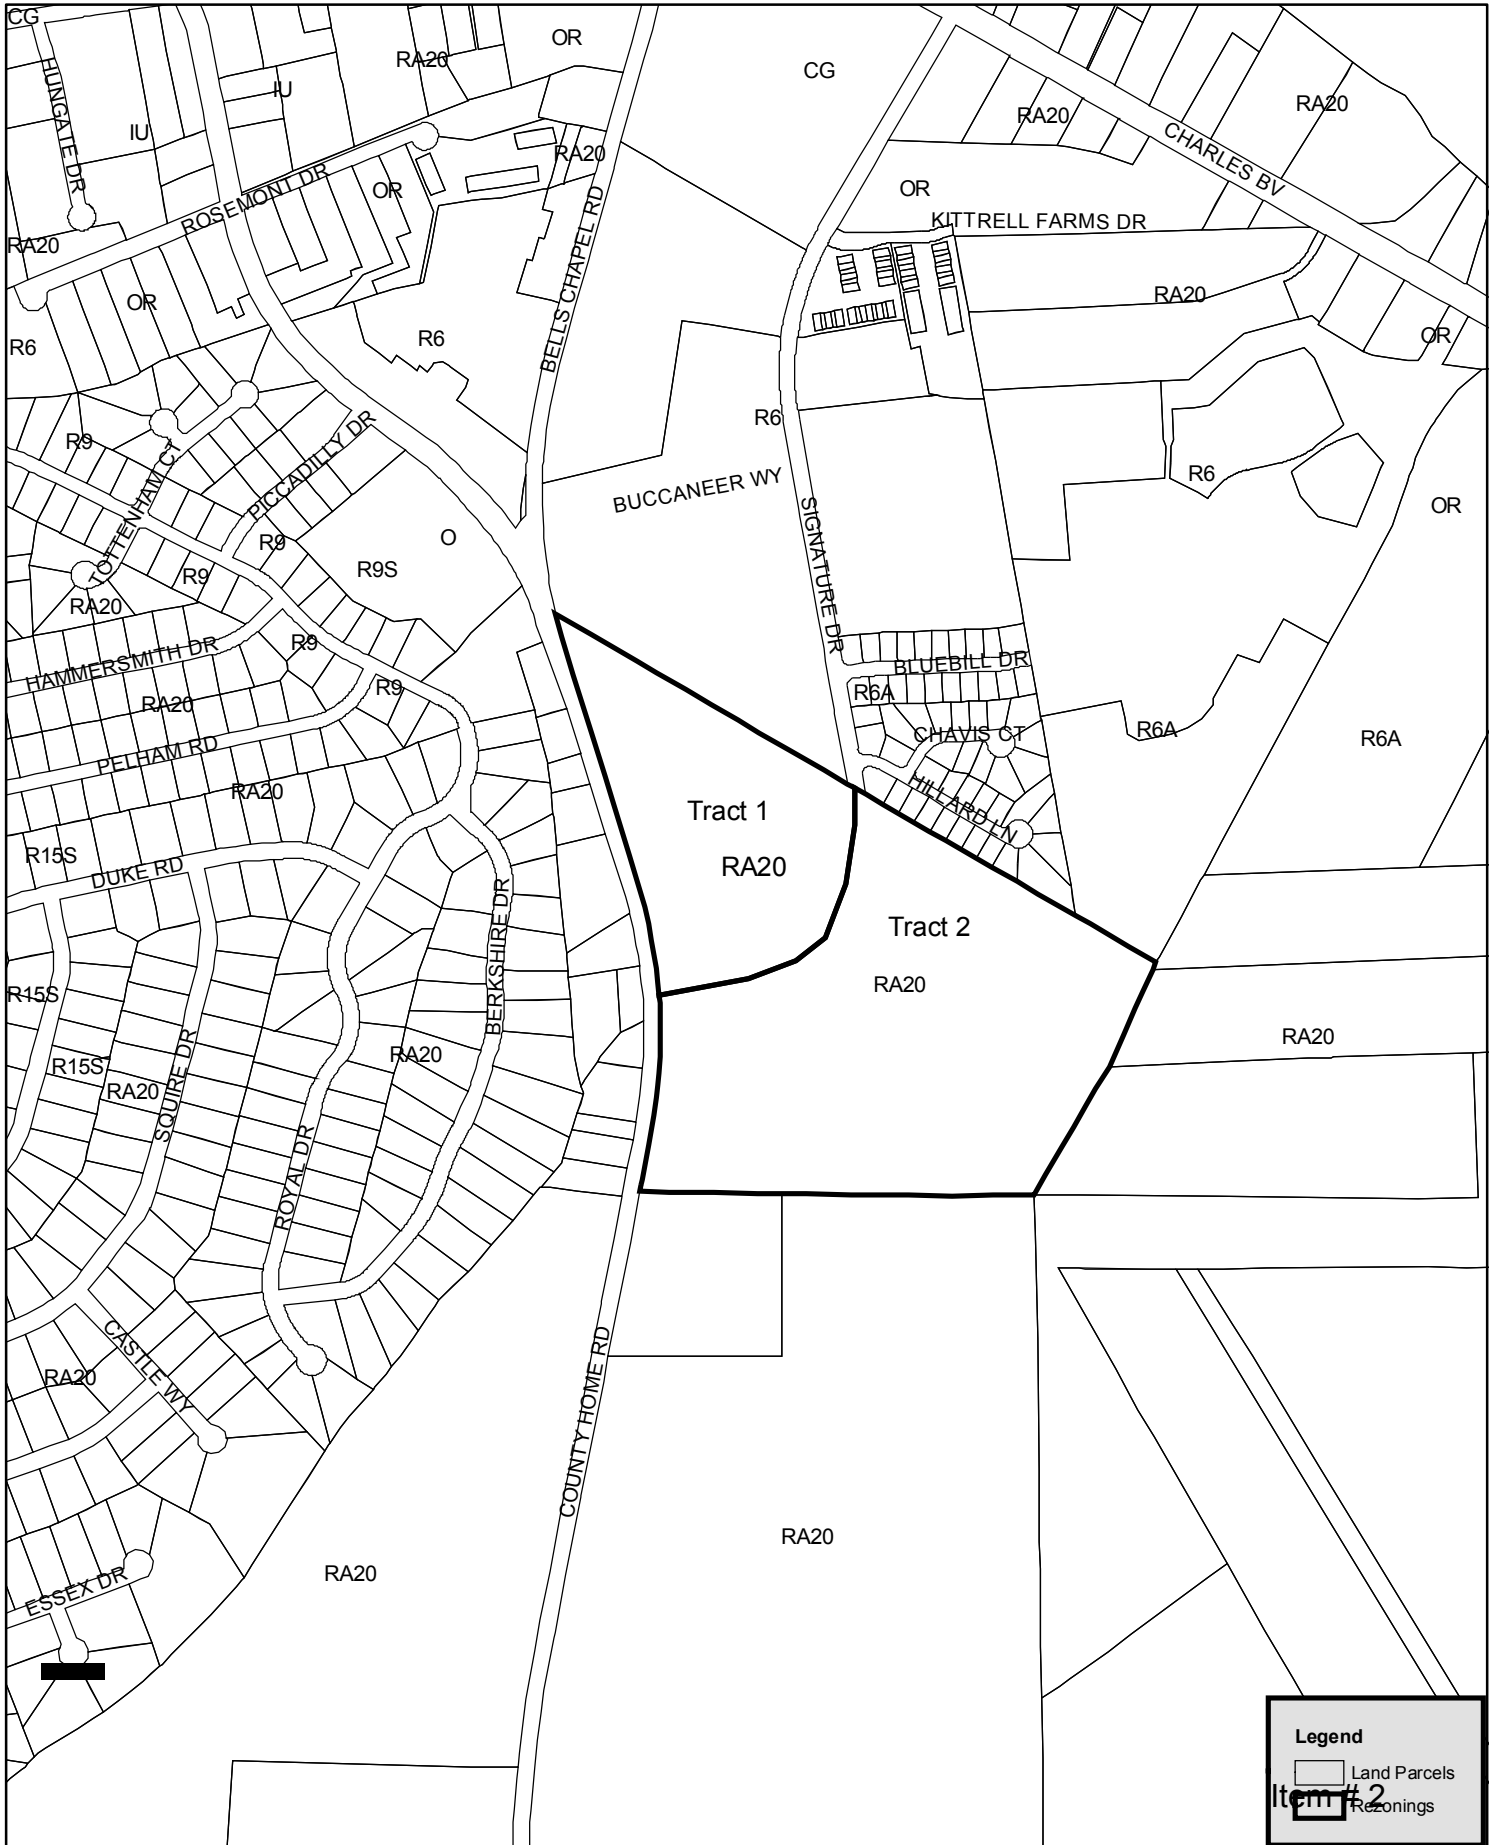 CG
OR
CG
RA20
IU
RA20
RA20
HUNGATE DR
IU
CHARLES BV
RA20
ROSEMONT DR
OR
OR
KITTRELL FARMS DR
RA20
BELLS CHAPEL RD
RA20
OR
R6
R6
OR
R6
R9
PICCADILLY DR
TOTTENHAM CT
BUCCANEER WY
R6
OR
SIGNATURE DR
O
R9
R9S
R9
RA20
HAMMERSMITH DR
R9
BLUEBILL DR
R9
R6A
RA20
CHAVIS CT
R6A
R6A
PELHAM RD
RA20
HILLARD LN
Tract 1
RA20
R15S
DUKE RD
BERKSHIRE DR
Tract 2
RA20
R15S
RA20
RA20
R15S
RA20
SQUIRE DR
ROYAL DR
CASTLE WY
RA20
COUNTY HOME RD
RA20
RA20
ESSEX DR
Legend
Land Parcels
Item # 2
Rezonings